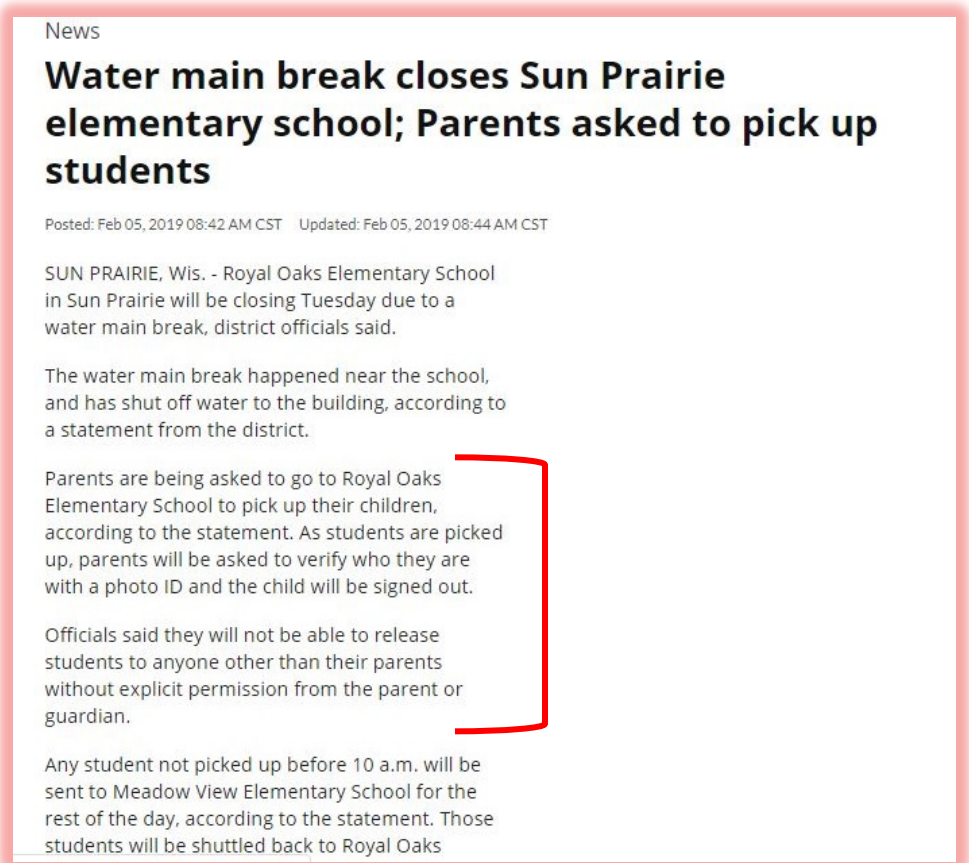 News
Water main break closes Sun Prairie
elementary school; Parents asked to pick up
students
Posted: Feb 05, 2019 08:42 AM CST Updated: Feb 05, 2019 08:44 AM CST
SUN PRAIRIE, Wis. - Royal Oaks Elementary School
in Sun Prairie will be closing Tuesday due to a
water main break, district officials said.
The water main break happened near the school,
and has shut off water to the building, according to
a statement from the district.
Parents are being asked to go to Royal Oaks
Elementary School to pick up their children,
according to the statement. As students are picked
up, parents will be asked to verify who they are
with a photo ID and the child will be signed out.
Officials said they will not be able to release
students to anyone other than their parents
without explicit permission from the parent or
guardian.
Any student not picked up before 10 a.m. will be
sent to Meadow View Elementary School for the
rest of the day, according to the statement. Those
students will be shuttled back to Royal Oaks